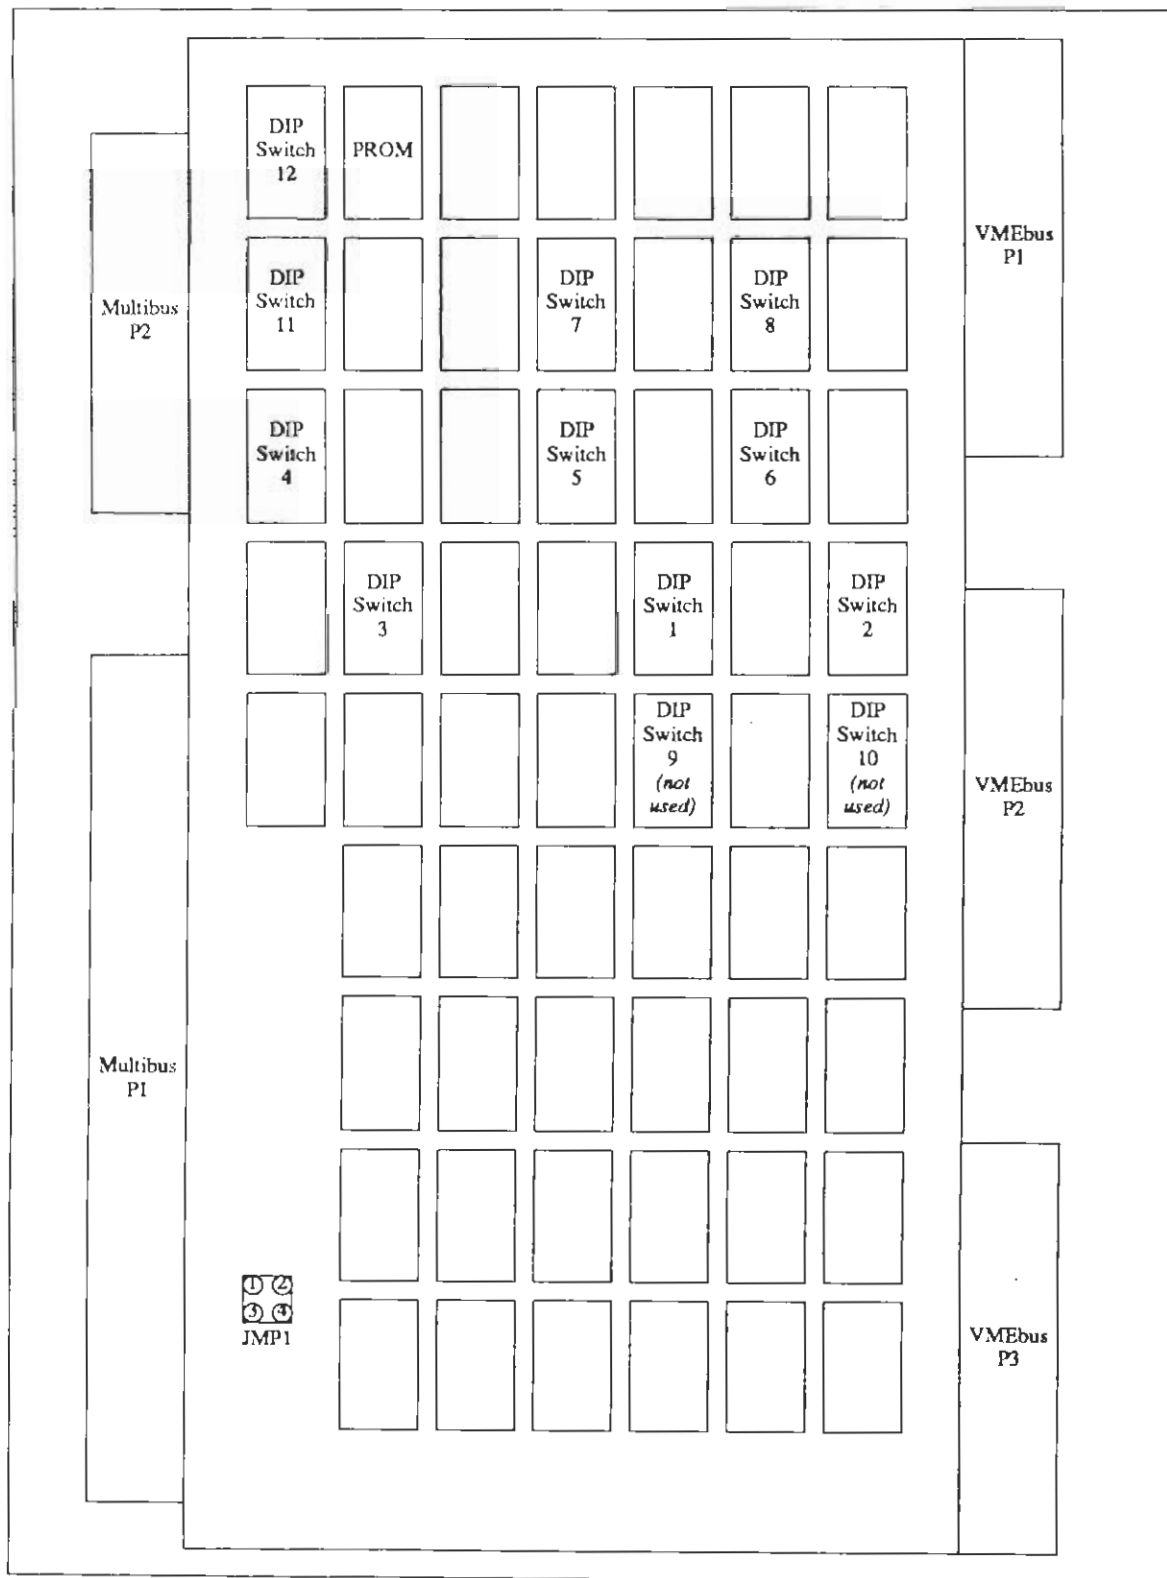 DIP
Switch
12
PROM
VMEbus
P1
Multibus
P2
DIP
Switch
11
DIP
Switch
7
DIP
Switch
8
DIP
Switch
4
DIP
Switch
5
DIP
Switch
6
DIP
Switch
3
DIP
Switch
1
DIP
Switch
2
DIP
Switch
9
(not
used)
DIP
Switch
10
(not
used)
VMEbus
P2
Multibus
P1
1 2
3 4
JMP1
VMEbus
P3